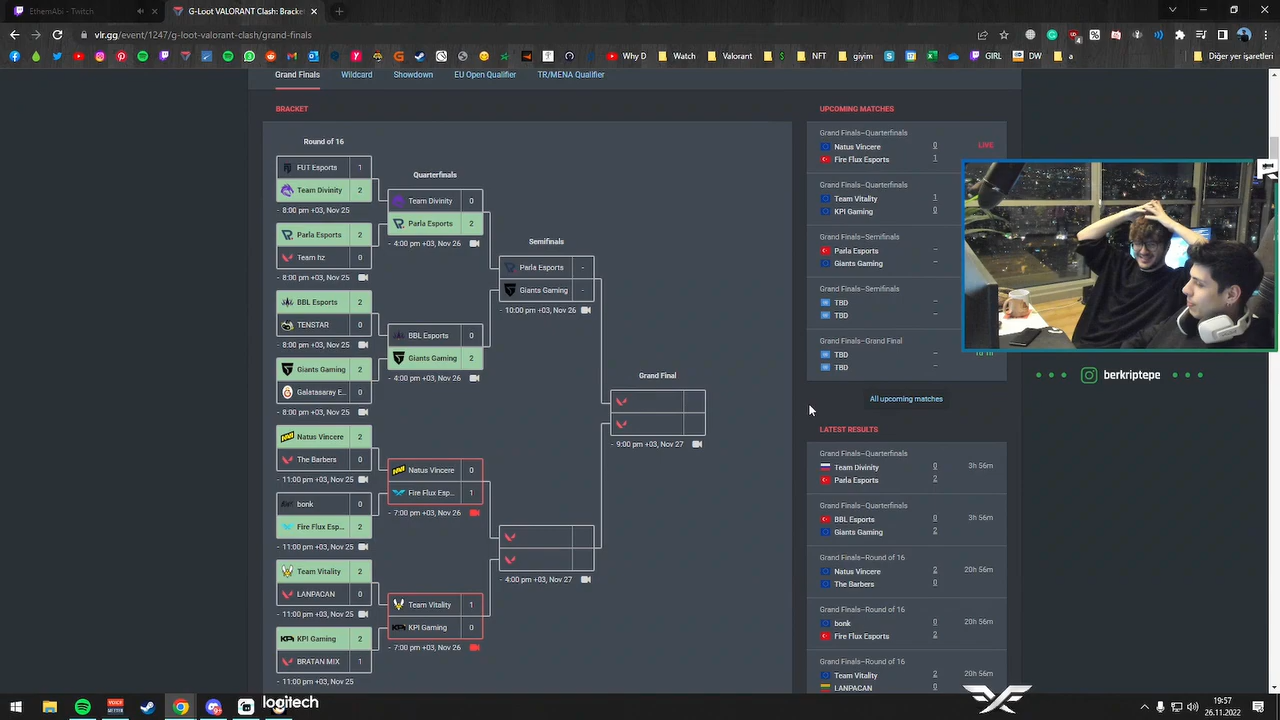 EthemAbi - Twitch
G-Loot VALORANT Clash: Bracket
vlr.gg/event/1247/g-loot-valorant-clash/grand-finals
Why D
Watch
Valorant
$
NFT
giyim
GIRL
DW
a
Diğer yer işaretleri
Grand Finals
Wildcard
Showdown
EU Open Qualifier
TR/MENA Qualifier
BRACKET
Round of 16
FUT Esports 1
Team Divinity 2
- 8:00 pm +03, Nov 25
Parla Esports 2
Team hz 0
- 8:00 pm +03, Nov 25
BBL Esports 2
TENSTAR 0
- 8:00 pm +03, Nov 25
Giants Gaming 2
Galatasaray E... 0
- 8:00 pm +03, Nov 25
Natus Vincere 2
The Barbers 0
- 11:00 pm +03, Nov 25
bonk 0
Fire Flux Esp... 2
- 11:00 pm +03, Nov 25
Team Vitality 2
LANPACAN 0
- 11:00 pm +03, Nov 25
KPI Gaming 2
BRATAN MIX 1
- 11:00 pm +03, Nov 25
Quarterfinals
Team Divinity 0
Parla Esports 2
- 4:00 pm +03, Nov 26
BBL Esports 0
Giants Gaming 2
- 4:00 pm +03, Nov 26
Natus Vincere 0
Fire Flux Esp... 1
- 7:00 pm +03, Nov 26
Team Vitality 1
KPI Gaming 0
- 7:00 pm +03, Nov 26
Semifinals
Parla Esports -
Giants Gaming -
- 10:00 pm +03, Nov 26
- 4:00 pm +03, Nov 27
Grand Final
- 9:00 pm +03, Nov 27
UPCOMING MATCHES
Grand Finals–Quarterfinals
Natus Vincere 0
LIVE
Fire Flux Esports 1
Grand Finals–Quarterfinals
Team Vitality 1
KPI Gaming 0
Grand Finals–Semifinals
Parla Esports –
Giants Gaming –
Grand Finals–Semifinals
TBD –
TBD –
Grand Finals–Grand Final
TBD –
TBD –
1d 1h
All upcoming matches
berkriptepe
LATEST RESULTS
Grand Finals–Quarterfinals
Team Divinity 0
3h 56m
Parla Esports 2
Grand Finals–Quarterfinals
BBL Esports 0
3h 56m
Giants Gaming 2
Grand Finals–Round of 16
Natus Vincere 2
20h 56m
The Barbers 0
Grand Finals–Round of 16
bonk 0
20h 56m
Fire Flux Esports 2
Grand Finals–Round of 16
Team Vitality 2
20h 56m
LANPACAN 0
logitech
19:57
26.11.2022